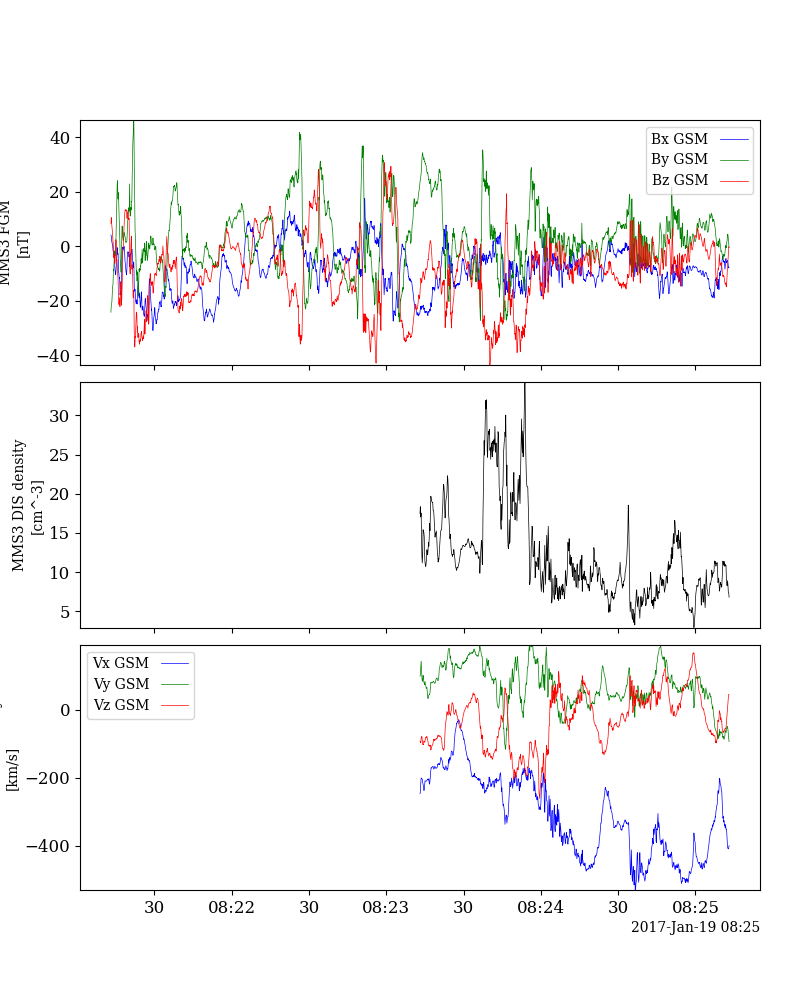 40
20
0
−20
−40
MMS3 FGM
[nT]
Bx GSM
By GSM
Bz GSM
30
25
20
15
10
5
MMS3 DIS density
[cm^-3]
Vx GSM
Vy GSM
Vz GSM
0
−200
−400
[km/s]
30
08:22
30
08:23
30
08:24
30
08:25
2017-Jan-19 08:25